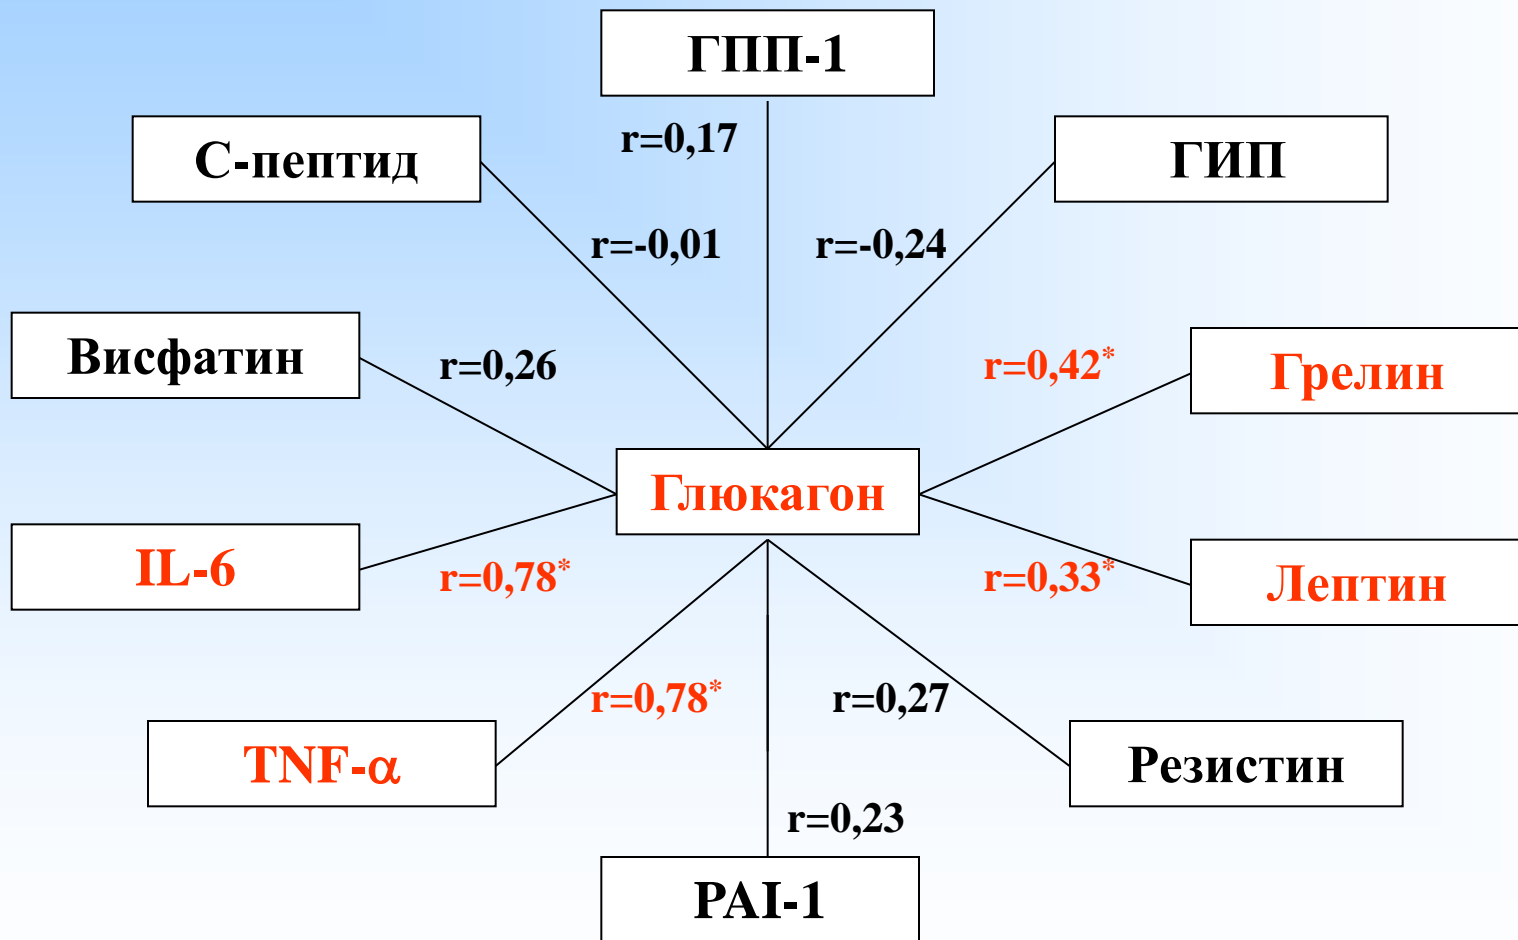 ГПП-1
r=0,17
С-пептид
ГИП
r=-0,01
r=-0,24
Висфатин
r=0,26
r=0,42*
Грелин
Глюкагон
IL-6
r=0,78*
r=0,33*
Лептин
r=0,78*
r=0,27
TNF-α
Резистин
r=0,23
PAI-1